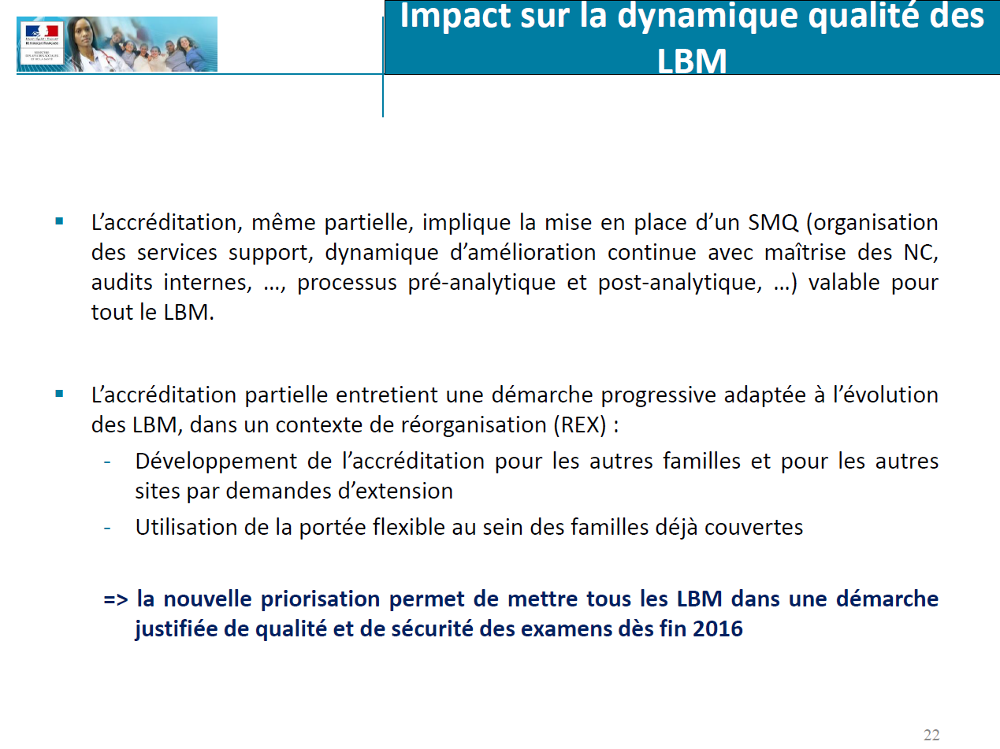 Impact sur la dynamique qualité des
LBM
RÉPUBLIQUE FRANÇAISE
▪ L’accréditation, même partielle, implique la mise en place d’un SMQ (organisation
des services support, dynamique d’amélioration continue avec maîtrise des NC,
audits internes, …, processus pré-analytique et post-analytique, …) valable pour
tout le LBM.
▪ L’accréditation partielle entretient une démarche progressive adaptée à l’évolution
des LBM, dans un contexte de réorganisation (REX) :
- Développement de l’accréditation pour les autres familles et pour les autres
sites par demandes d’extension
- Utilisation de la portée flexible au sein des familles déjà couvertes
=> la nouvelle priorisation permet de mettre tous les LBM dans une démarche
justifiée de qualité et de sécurité des examens dès fin 2016
22